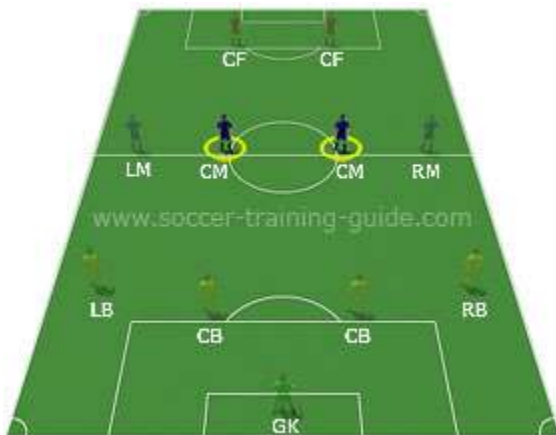 CF CF
LM CM CM RM
www.soccer-training-guide.com
LB RB
CB CB
GK